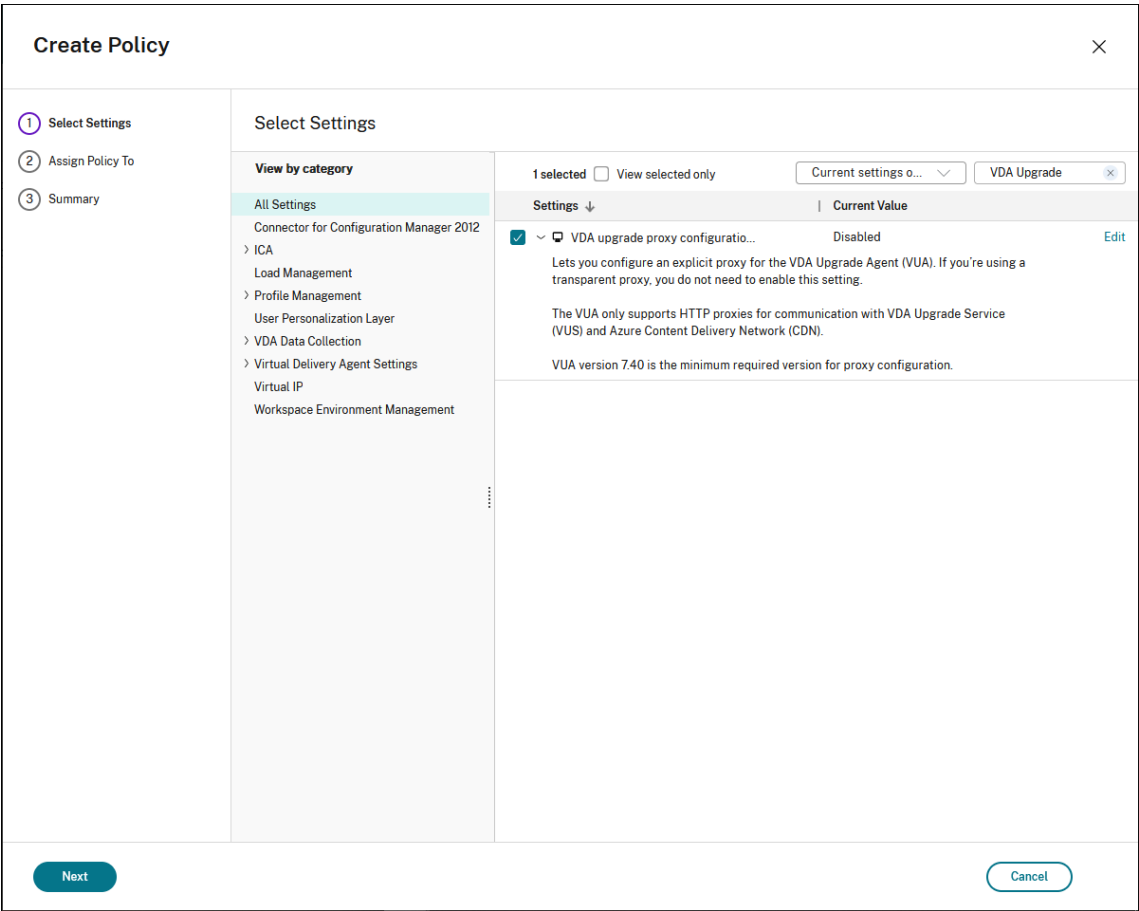 Create Policy
1 Select Settings
2 Assign Policy To
3 Summary
Select Settings
View by category
All Settings
Connector for Configuration Manager 2012
ICA
Load Management
Profile Management
User Personalization Layer
VDA Data Collection
Virtual Delivery Agent Settings
Virtual IP
Workspace Environment Management
1 selected View selected only Current settings o... VDA Upgrade
Settings Current Value
VDA upgrade proxy configuratio... Disabled Edit
Lets you configure an explicit proxy for the VDA Upgrade Agent (VUA). If you're using a
transparent proxy, you do not need to enable this setting.
The VUA only supports HTTP proxies for communication with VDA Upgrade Service
(VUS) and Azure Content Delivery Network (CDN).
VUA version 7.40 is the minimum required version for proxy configuration.
Next Cancel